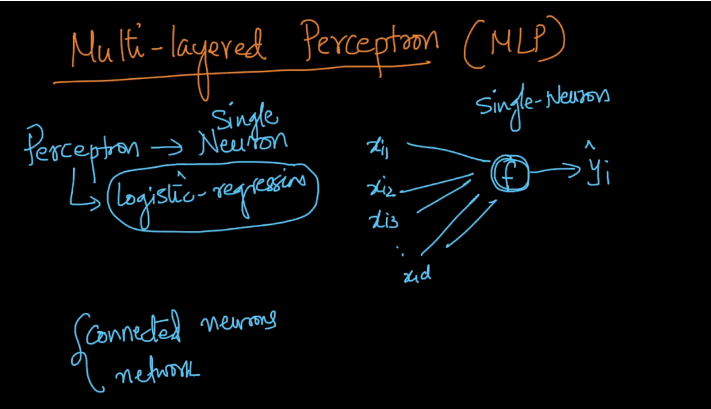 Multi-layered Perceptron (MLP)
Perceptron → Single Neuron
Logistic-regression
Single-Neuron
xi1
xi2
xi3
:
xid
f
ŷi
Connected neurons
network